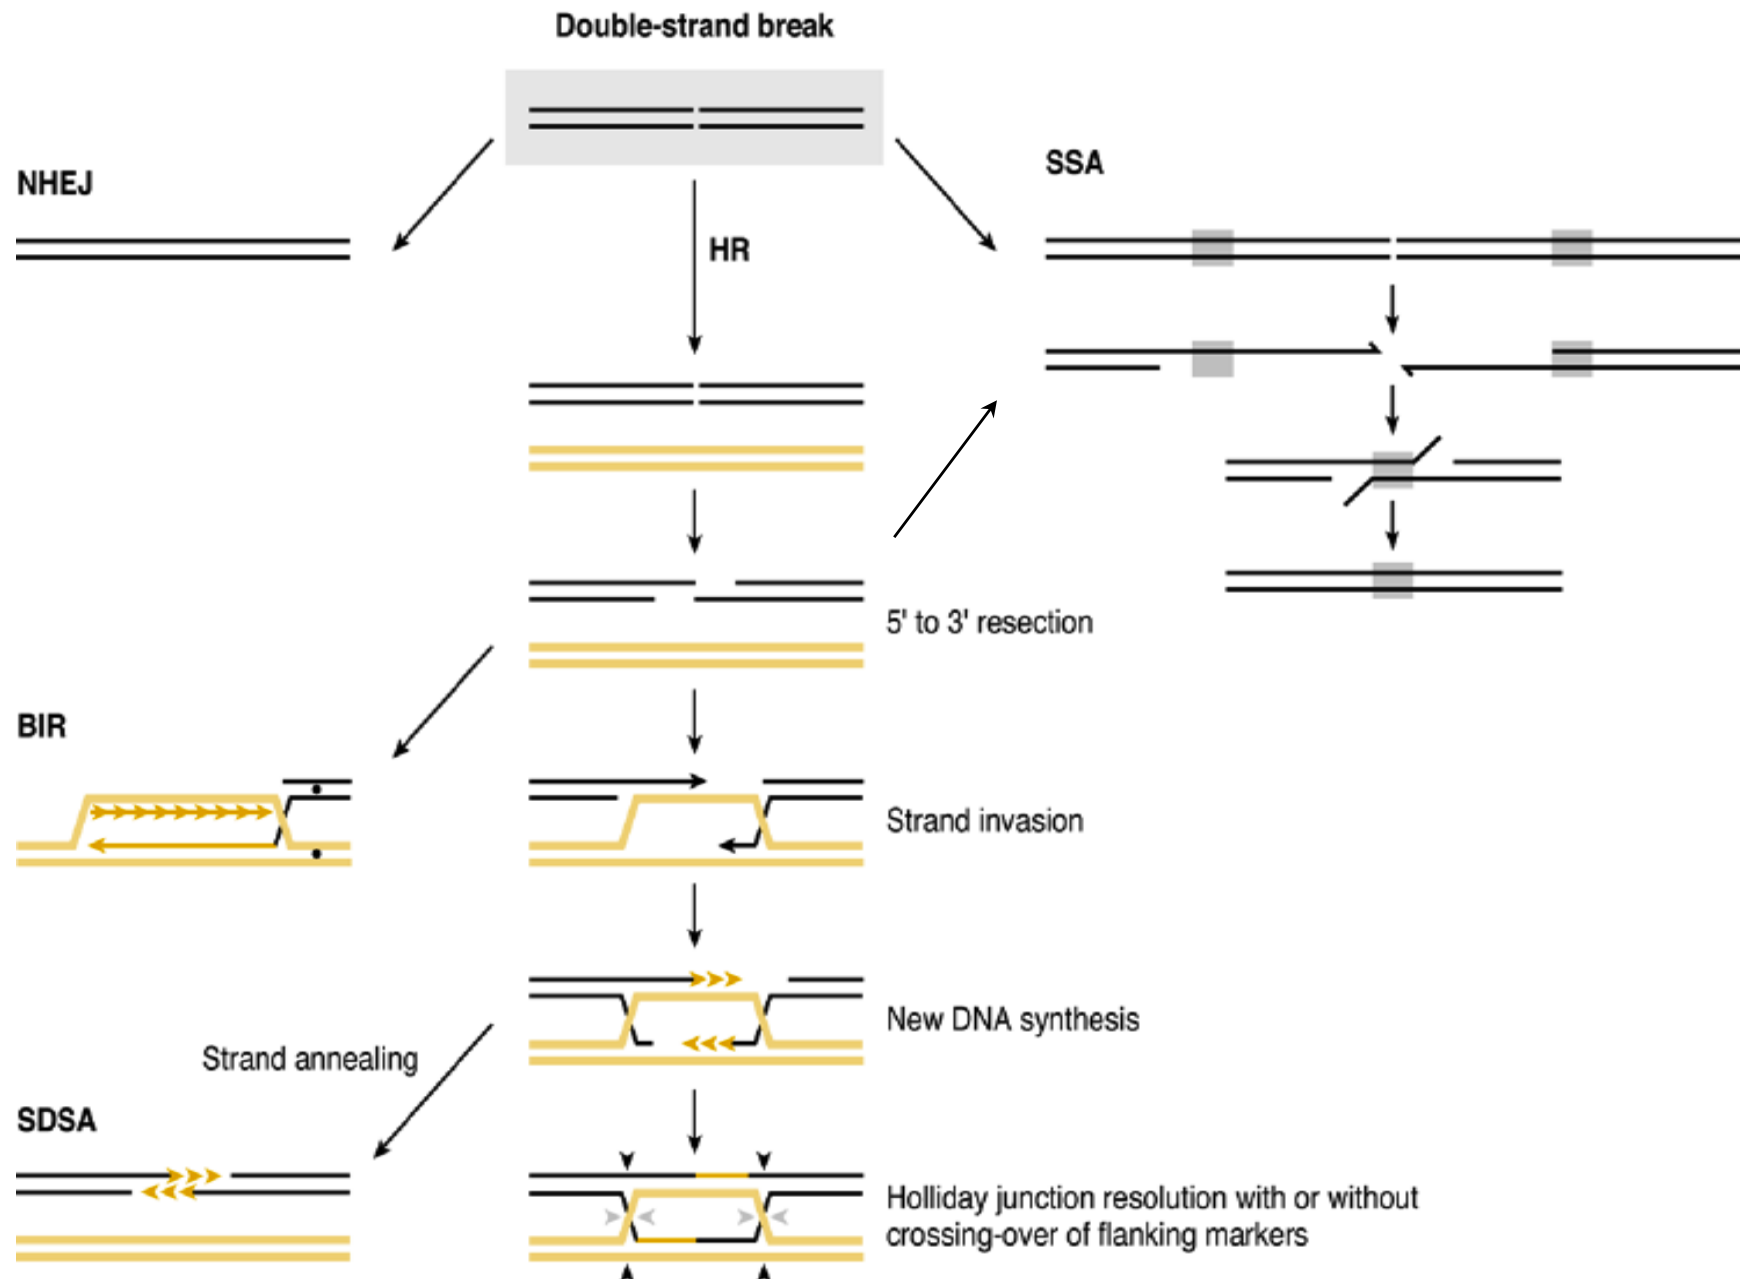 Double-strand break
NHEJ
SSA
HR
5' to 3' resection
BIR
Strand invasion
New DNA synthesis
Strand annealing
SDSA
Holliday junction resolution with or without
crossing-over of flanking markers